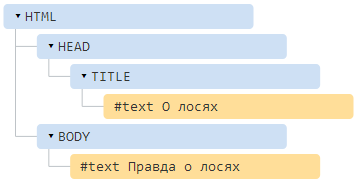 HTML
HEAD
TITLE
#text О лосях
BODY
#text Правда о лосях